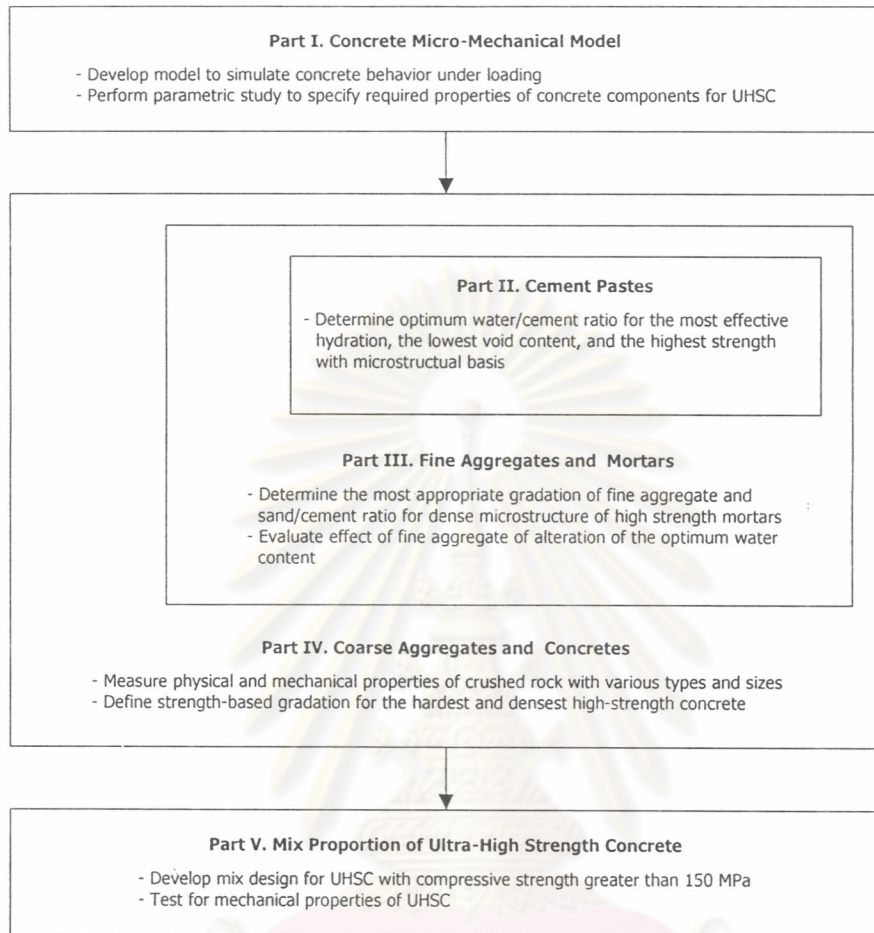 Part I. Concrete Micro-Mechanical Model
- Develop model to simulate concrete behavior under loading
- Perform parametric study to specify required properties of concrete components for UHSC
Part II. Cement Pastes
- Determine optimum water/cement ratio for the most effective
hydration, the lowest void content, and the highest strength
with microstructual basis
Part III. Fine Aggregates and Mortars
- Determine the most appropriate gradation of fine aggregate and
sand/cement ratio for dense microstructure of high strength mortars
- Evaluate effect of fine aggregate of alteration of the optimum water
content
Part IV. Coarse Aggregates and Concretes
- Measure physical and mechanical properties of crushed rock with various types and sizes
- Define strength-based gradation for the hardest and densest high-strength concrete
Part V. Mix Proportion of Ultra-High Strength Concrete
- Develop mix design for UHSC with compressive strength greater than 150 MPa
- Test for mechanical properties of UHSC